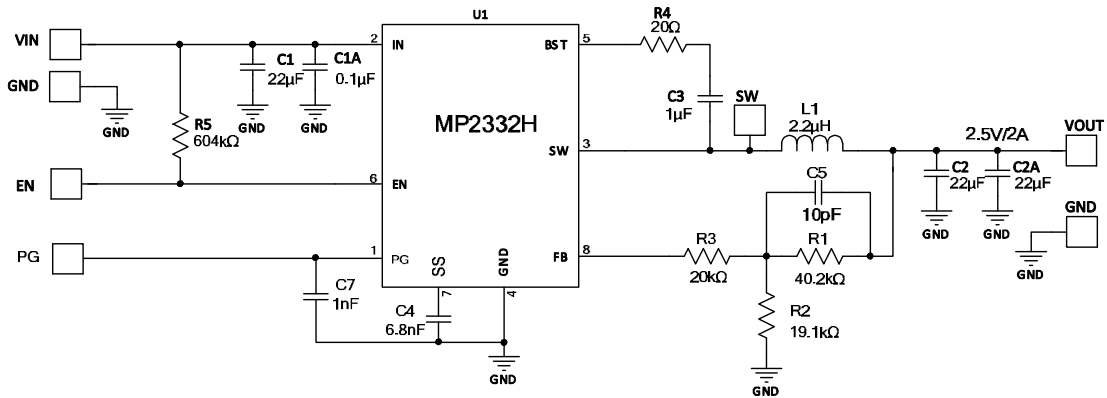 U1
R4
20Ω
VIN
2
IN
BST
5
C1
22µF
C1A
0.1µF
GND
GND
GND
GND
R5
604kΩ
MP2332H
C3
1µF
SW
L1
2.2µH
2.5V/2A
VOUT
SW
3
C2
22µF
C2A
22µF
GND
GND
EN
6
EN
C5
10pF
GND
GND
PG
1
PG
SS
GND
FB
8
R3
20kΩ
R1
40.2kΩ
C7
1nF
7
4
C4
6.8nF
R2
19.1kΩ
GND
GND